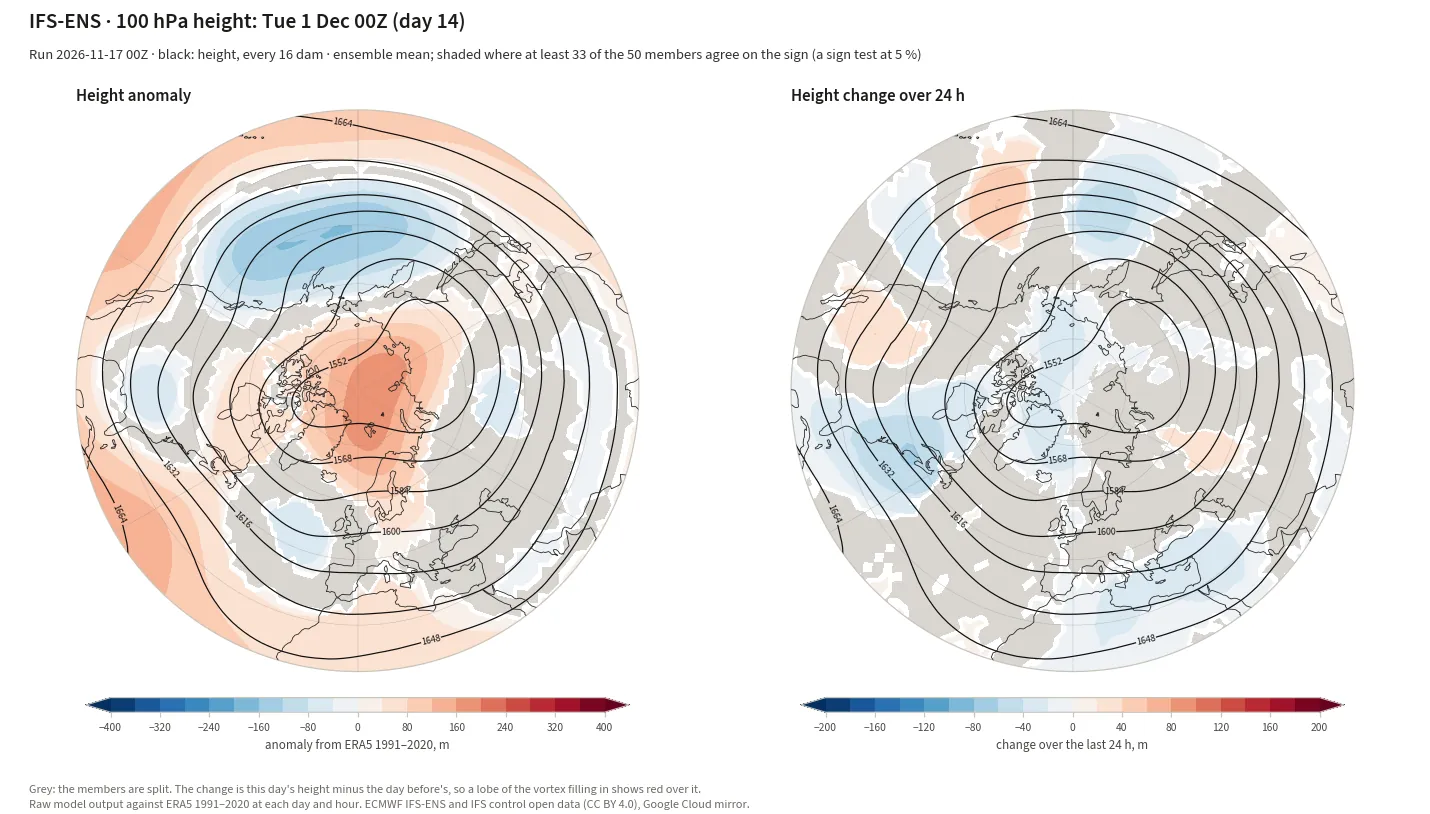 IFS-ENS · 100 hPa height: Tue 1 Dec 00Z (day 14)
Run 2026-11-17 00Z · black: height, every 16 dam · ensemble mean; shaded where at least 33 of the 50 members agree on the sign (a sign test at 5 %)
Height anomaly
Height change over 24 h
1664
1552
1568
1584
1600
1616
1632
1648
1664
1664
1552
1568
1584
1600
1616
1632
1648
1664
−400 −320 −240 −160 −80 0 80 160 240 320 400
anomaly from ERA5 1991–2020, m
−200 −160 −120 −80 −40 0 40 80 120 160 200
change over the last 24 h, m
Grey: the members are split. The change is this day's height minus the day before's, so a lobe of the vortex filling in shows red over it.
Raw model output against ERA5 1991–2020 at each day and hour. ECMWF IFS-ENS and IFS control open data (CC BY 4.0), Google Cloud mirror.